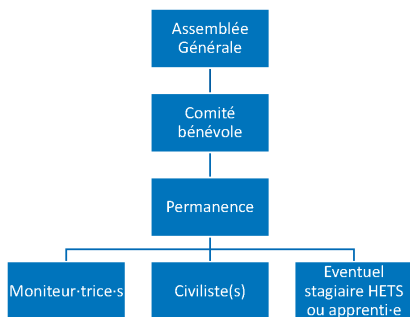 Assemblée
Générale
Comité
bénévole
Permanence
Moniteur·trice·s
Civiliste(s)
Eventuel
stagiaire HETS
ou apprenti·e